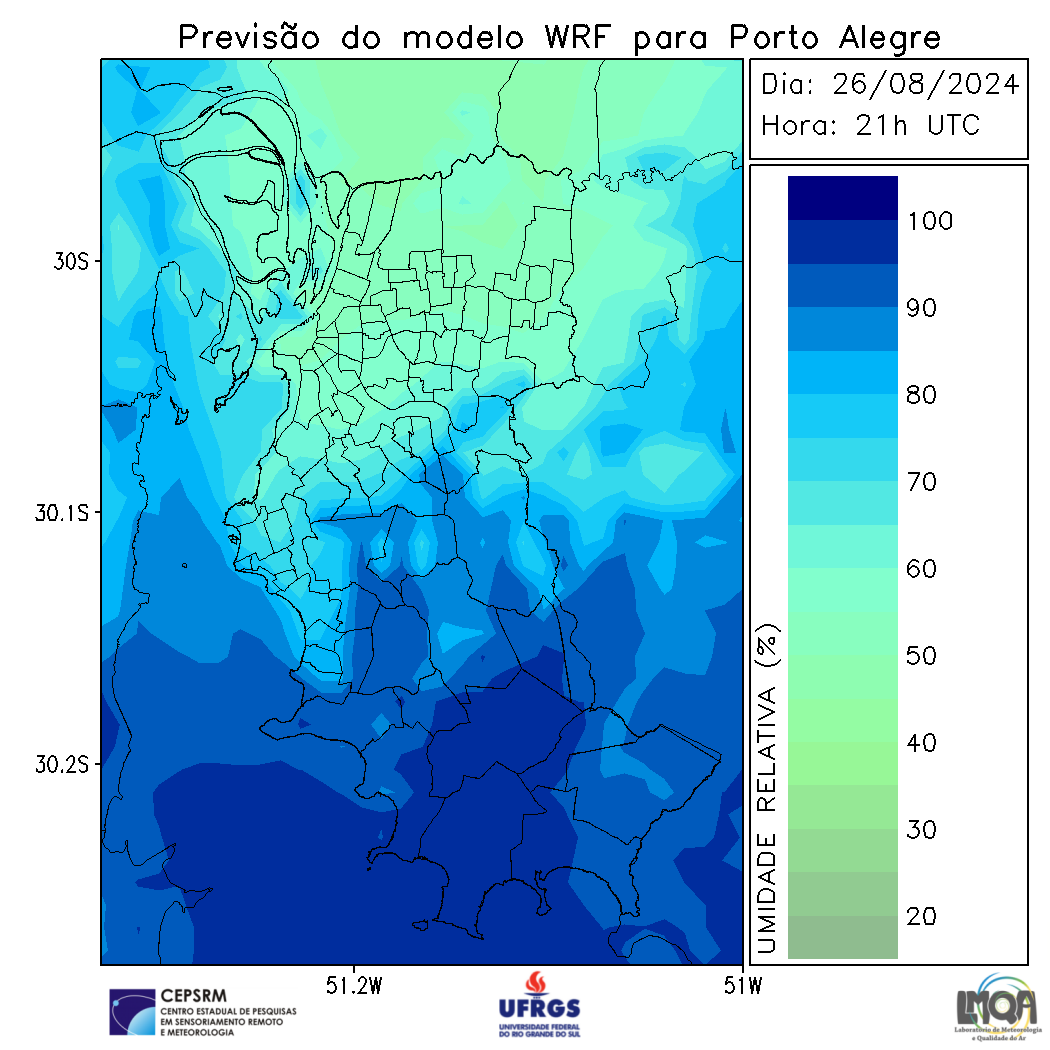 Previsão do modelo WRF para Porto Alegre
Dia: 26/08/2024
Hora: 21h UTC
30S
30.1S
30.2S
51.2W
51W
UMIDADE RELATIVA (%)
100
90
80
70
60
50
40
30
20
CEPSRM
CENTRO ESTADUAL DE PESQUISAS
EM SENSORIAMENTO REMOTO
E METEOROLOGIA
UFRGS
UNIVERSIDADE FEDERAL
DO RIO GRANDE DO SUL
LMQA
Laboratório de Meteorologia
e Qualidade do Ar